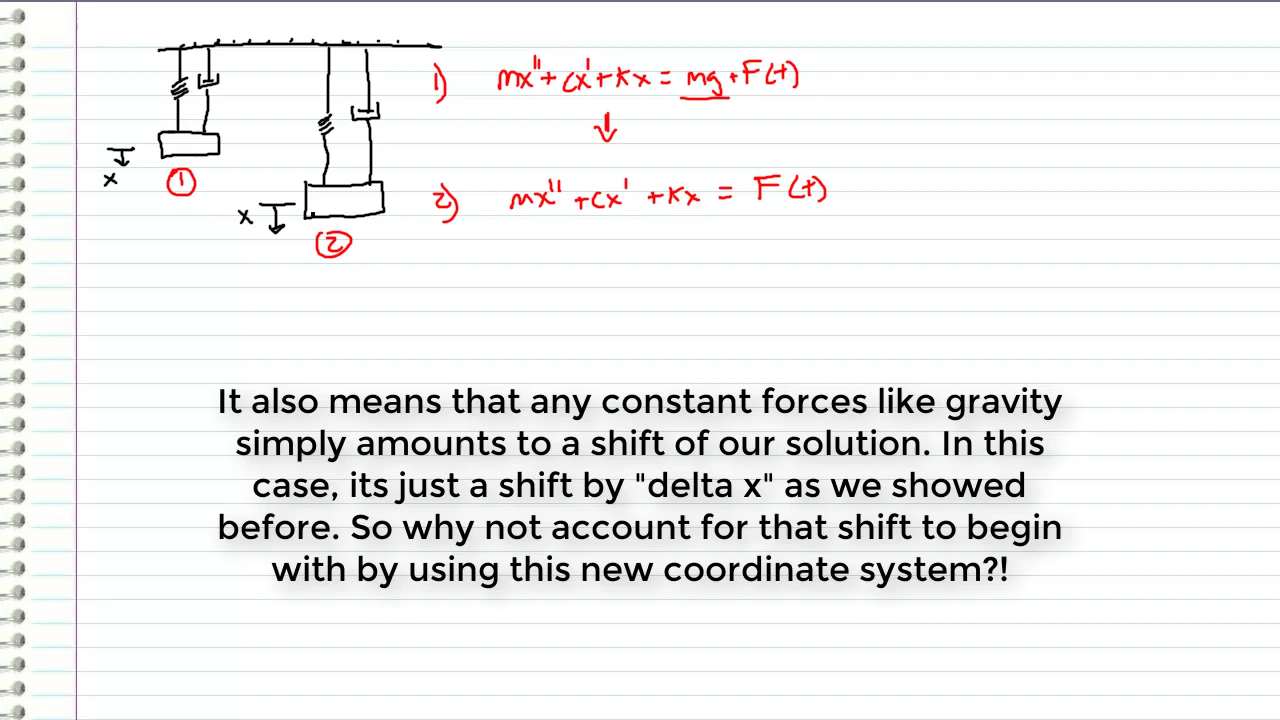 1) mx" + cx' + kx = mg + F(t)
x
①
2) mx" + cx' + kx = F(t)
x
②
It also means that any constant forces like gravity
simply amounts to a shift of our solution. In this
case, its just a shift by "delta x" as we showed
before. So why not account for that shift to begin
with by using this new coordinate system?!